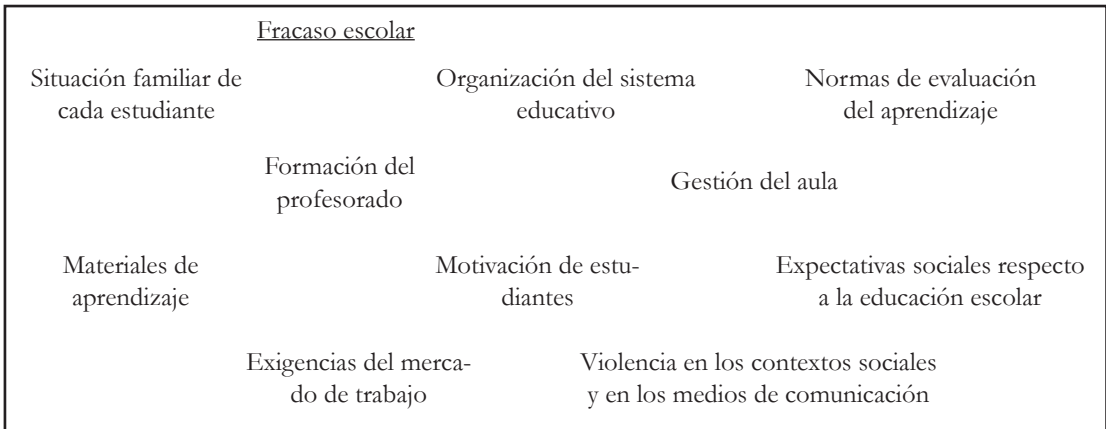 Fracaso escolar
Situación familiar de
cada estudiante
Organización del sistema
educativo
Normas de evaluación
del aprendizaje
Formación del
profesorado
Gestión del aula
Materiales de
aprendizaje
Motivación de estu-
diantes
Expectativas sociales respecto
a la educación escolar
Exigencias del merca-
do de trabajo
Violencia en los contextos sociales
y en los medios de comunicación